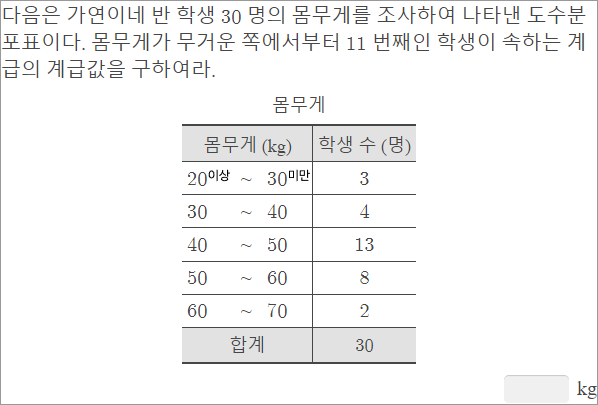 다음은 가연이네 반 학생 30 명의 몸무게를 조사하여 나타낸 도수분
포표이다. 몸무게가 무거운 쪽에서부터 11 번째인 학생이 속하는 계
급의 계급값을 구하여라.
몸무게
몸무게 (kg) 학생 수 (명)
20이상 ~ 30미만 3
30 ~ 40 4
40 ~ 50 13
50 ~ 60 8
60 ~ 70 2
합계 30
kg